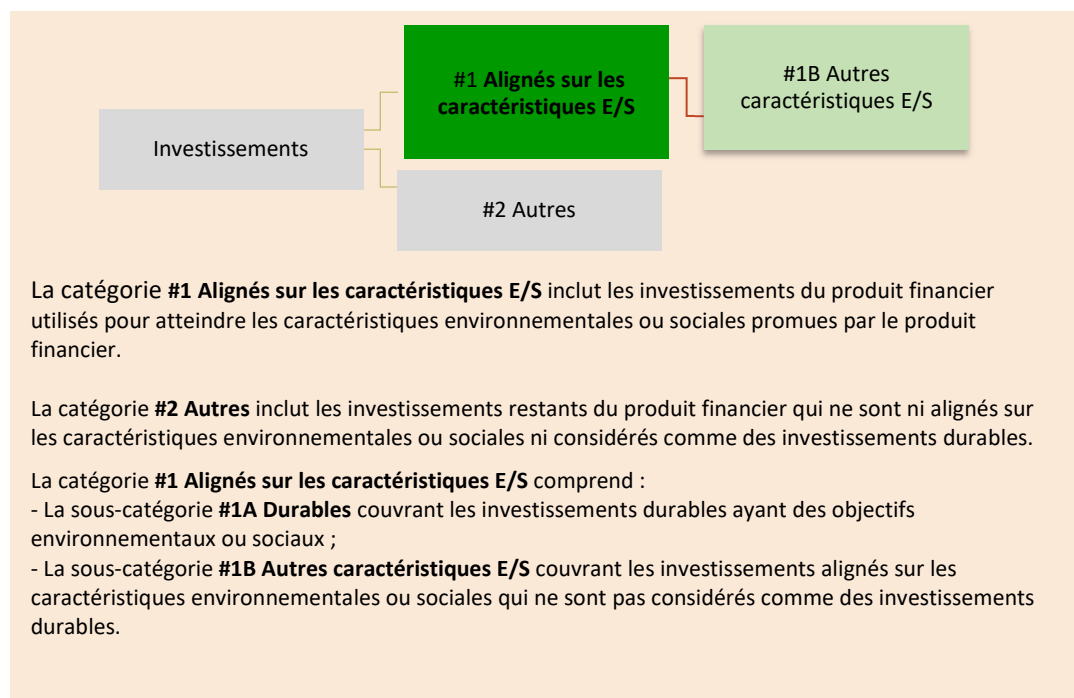 #1 Alignés sur les
caractéristiques E/S
#1B Autres
caractéristiques E/S
Investissements
#2 Autres
La catégorie #1 Alignés sur les caractéristiques E/S inclut les investissements du produit financier
utilisés pour atteindre les caractéristiques environnementales ou sociales promues par le produit
financier.
La catégorie #2 Autres inclut les investissements restants du produit financier qui ne sont ni alignés sur
les caractéristiques environnementales ou sociales ni considérés comme des investissements durables.
La catégorie #1 Alignés sur les caractéristiques E/S comprend :
- La sous-catégorie #1A Durables couvrant les investissements durables ayant des objectifs
environnementaux ou sociaux ;
- La sous-catégorie #1B Autres caractéristiques E/S couvrant les investissements alignés sur les
caractéristiques environnementales ou sociales qui ne sont pas considérés comme des investissements
durables.